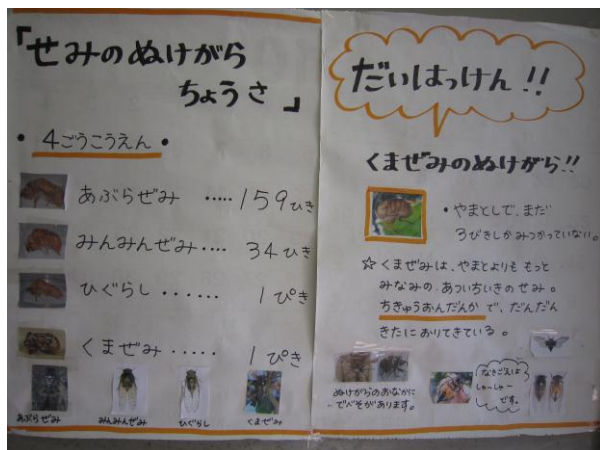 「せみのぬけがら
ちょうさ」
• 4ごうこうえん •
あぶらぜみ ····· 159ひき
みんみんぜみ···· 34ひき
ひぐらし ······ 1ぴき
くまぜみ ····· 1ぴき
あぶらぜみ
みんみんぜみ
ひぐらし
くまぜみ
だいはっけん!!
くまぜみのぬけがら!!
• やまとしで、まだ
3びきしかみつかっていない。
☆ くまぜみは、やまとよりも もっと
みなみの、あついちいきのせみ。
ちきゅうおんだんかで、だんだん
きたにおりてきている。
ぬけがらのおなかに
でべそがあります。
なきごえは
しゅっしゅー
です。